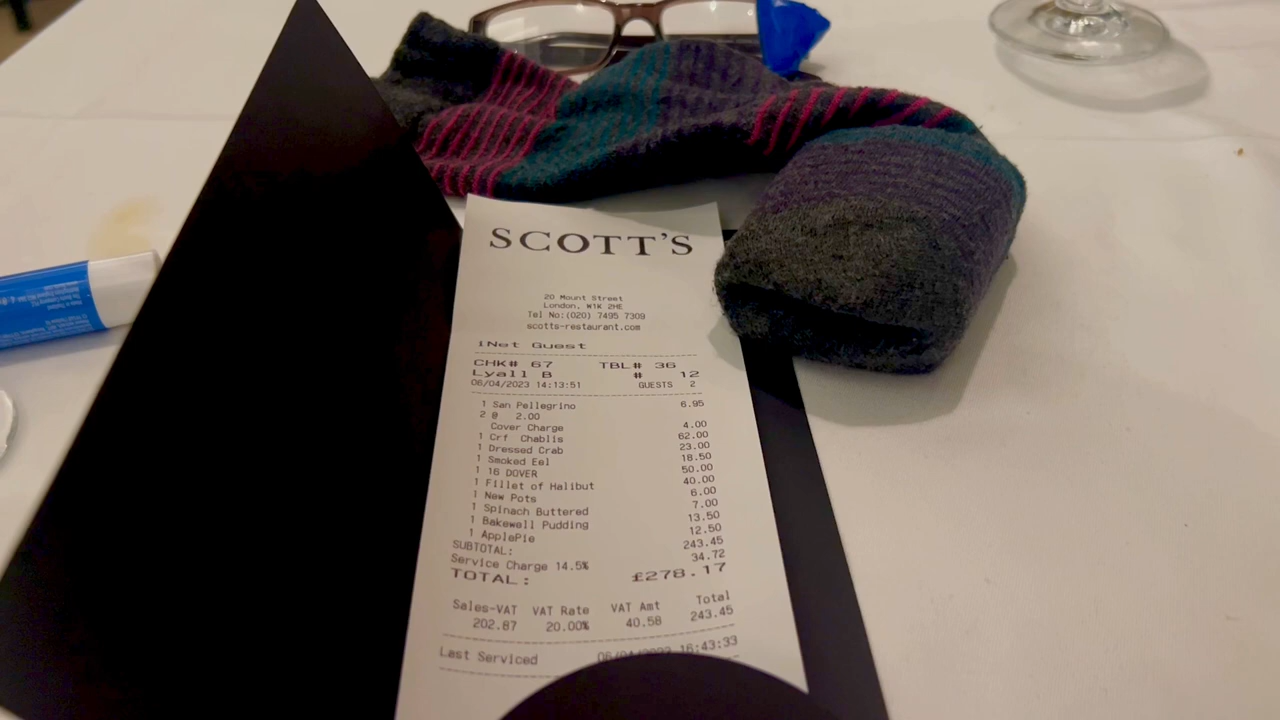 SCOTT'S
20 Mount Street
London, W1K 2HE
Tel No:(020) 7495 7309
scotts-restaurant.com
iNet Guest
CHK# 67 TBL# 36
Lyall B # 12
06/04/2023 14:13:51 GUESTS 2
1 San Pellegrino 6.95
2 @ 2.00
Cover Charge 4.00
1 Crf Chablis 62.00
1 Dressed Crab 23.00
1 Smoked Eel 18.50
1 16 DOVER 50.00
1 Fillet of Halibut 40.00
1 New Pots 6.00
1 Spinach Buttered 7.00
1 Bakewell Pudding 13.50
1 ApplePie 12.50
SUBTOTAL: 243.45
Service Charge 14.5% 34.72
TOTAL: £278.17
Sales-VAT VAT Rate VAT Amt Total
202.87 20.00% 40.58 243.45
Last Serviced 06/04/2023 16:43:33